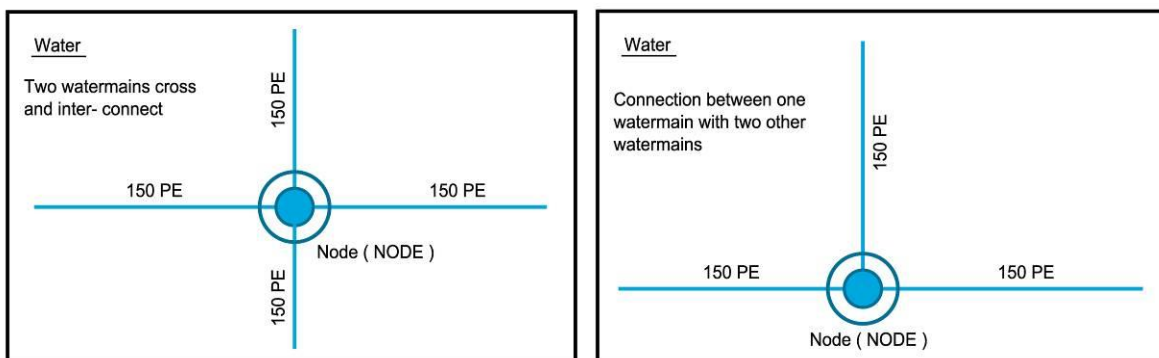 Water
Two watermains cross
and inter- connect
150 PE
150 PE
150 PE
Node ( NODE )
150 PE
Water
Connection between one
watermain with two other
watermains
150 PE
150 PE
150 PE
Node ( NODE )